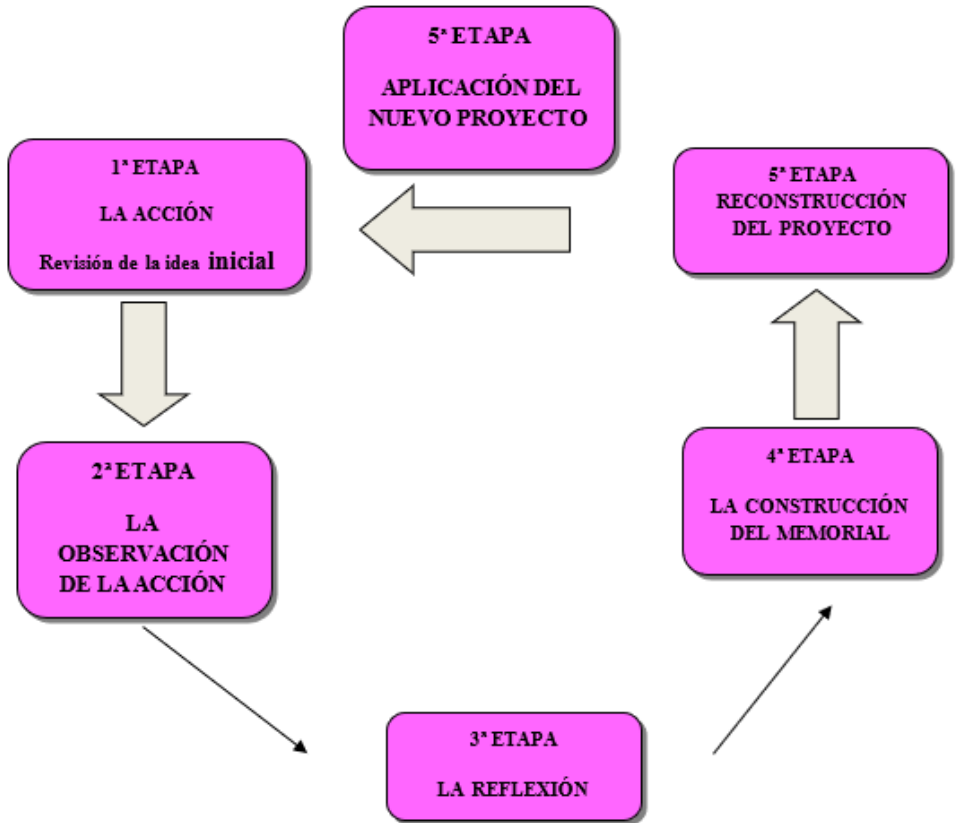 5ª ETAPA
APLICACIÓN DEL
NUEVO PROYECTO
1ª ETAPA
LA ACCIÓN
Revisión de la idea inicial
5ª ETAPA
RECONSTRUCCIÓN
DEL PROYECTO
2ª ETAPA
LA
OBSERVACIÓN
DE LA ACCIÓN
4ª ETAPA
LA CONSTRUCCIÓN
DEL MEMORIAL
3ª ETAPA
LA REFLEXIÓN